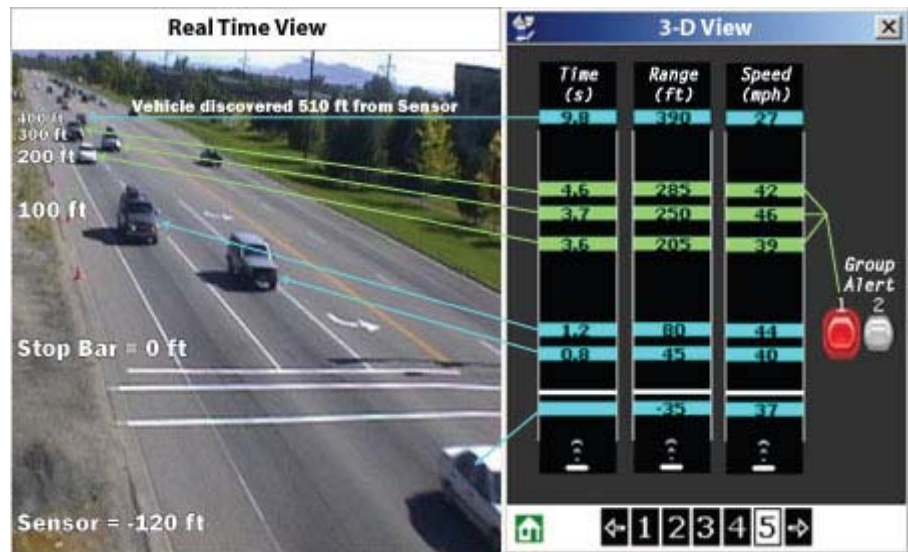 Real Time View
Vehicle discovered 510 ft from Sensor
400 ft
300 ft
200 ft
100 ft
Stop Bar = 0 ft
Sensor = -120 ft
3-D View
Time (s)
Range (ft)
Speed (mph)
9.8 390 27
4.6 285 42
3.7 250 46
3.6 205 39
Group Alert
1 2
1.2 80 44
0.8 45 40
-35 37
1 2 3 4 5